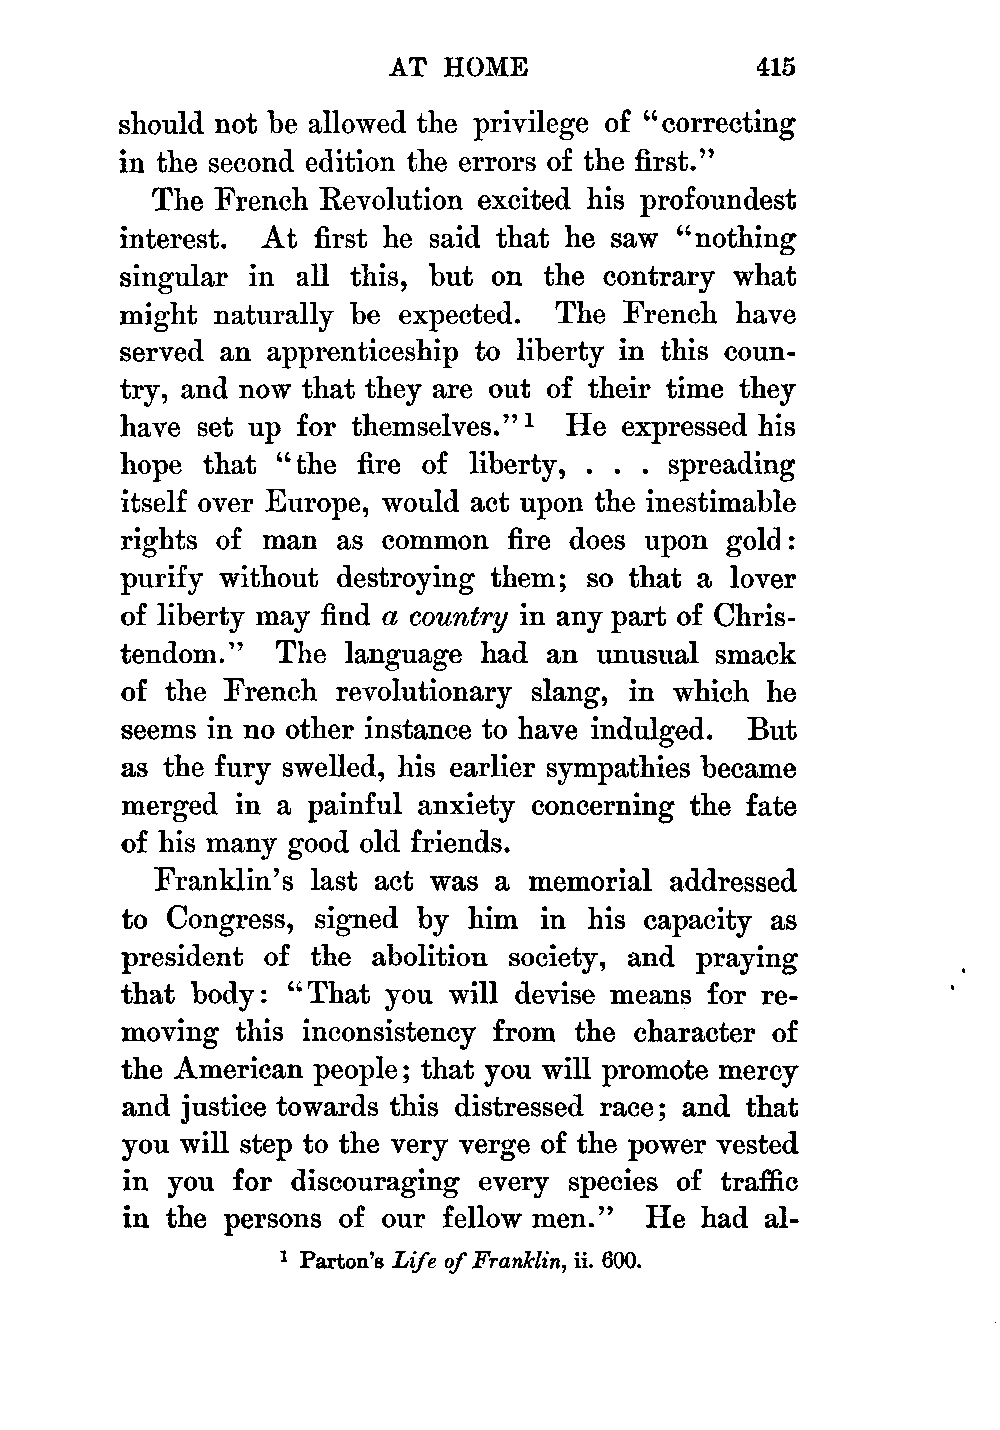 AT HOME 415
should not be allowed the privilege of "correcting
in the second edition the errors of the first."
The French Revolution excited his profoundest
interest. At first he said that he saw "nothing
singular in all this, but on the contrary what
might naturally be expected. The French have
served an apprenticeship to liberty in this coun-
try, and now that they are out of their time they
have set up for themselves." 1 He expressed his
hope that "the fire of liberty, . . . spreading
itself over Europe, would act upon the inestimable
rights of man as common fire does upon gold:
purify without destroying them; so that a lover
of liberty may find a country in any part of Chris-
tendom." The language had an unusual smack
of the French revolutionary slang, in which he
seems in no other instance to have indulged. But
as the fury swelled, his earlier sympathies became
merged in a painful anxiety concerning the fate
of his many good old friends.
Franklin's last act was a memorial addressed
to Congress, signed by him in his capacity as
president of the abolition society, and praying
that body: "That you will devise means for re-
moving this inconsistency from the character of
the American people; that you will promote mercy
and justice towards this distressed race; and that
you will step to the very verge of the power vested
in you for discouraging every species of traffic
in the persons of our fellow men." He had al-
1 Parton's Life of Franklin, ii. 600.